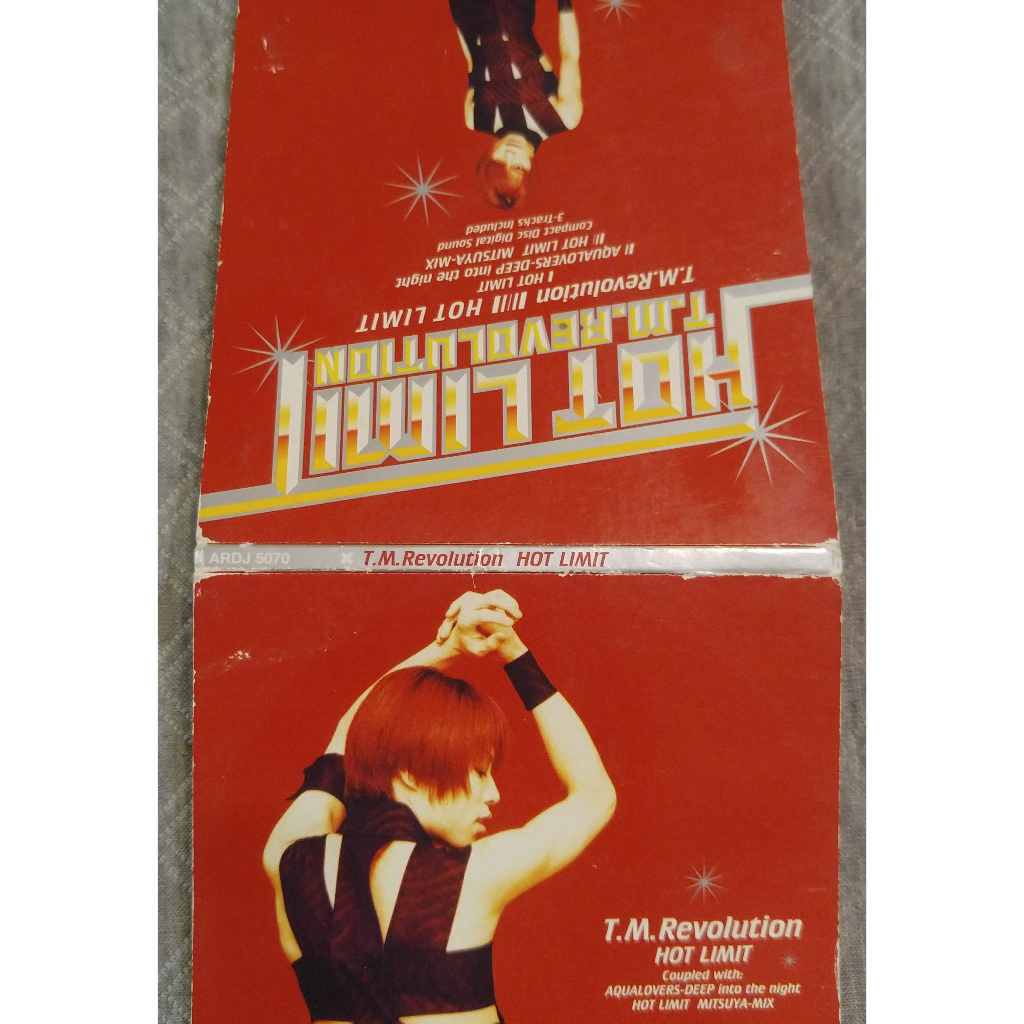 HOT LIMIT
T.M.REVOLUTION
T.M.Revolution HOT LIMIT
I HOT LIMIT
II AQUALOVERS-DEEP into the night
III HOT LIMIT MITSUYA-MIX
Compact Disc Digital Sound
3-Tracks Included
ARDJ 5070 T.M.Revolution HOT LIMIT
T.M.Revolution
HOT LIMIT
Coupled with:
AQUALOVERS-DEEP into the night
HOT LIMIT MITSUYA-MIX